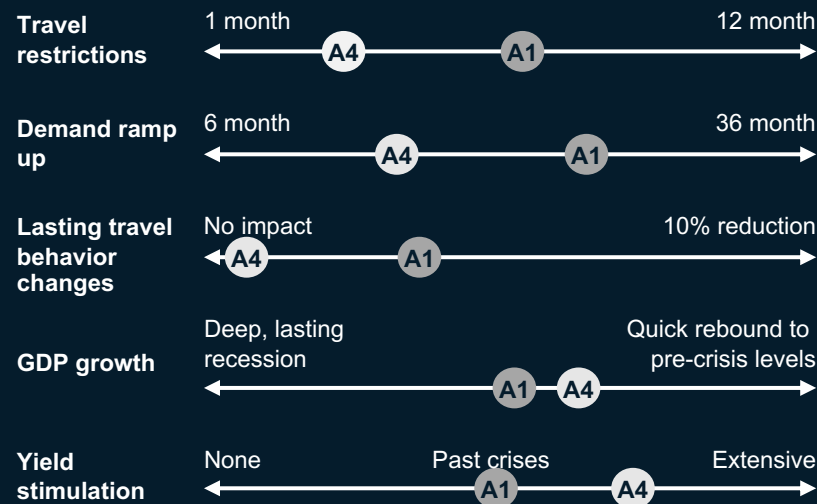 Travel
restrictions
1 month
12 month
A4
A1
Demand ramp
up
6 month
36 month
A4
A1
Lasting travel
behavior
changes
No impact
10% reduction
A4
A1
GDP growth
Deep, lasting
recession
Quick rebound to
pre-crisis levels
A1
A4
Yield
stimulation
None
Past crises
Extensive
A1
A4